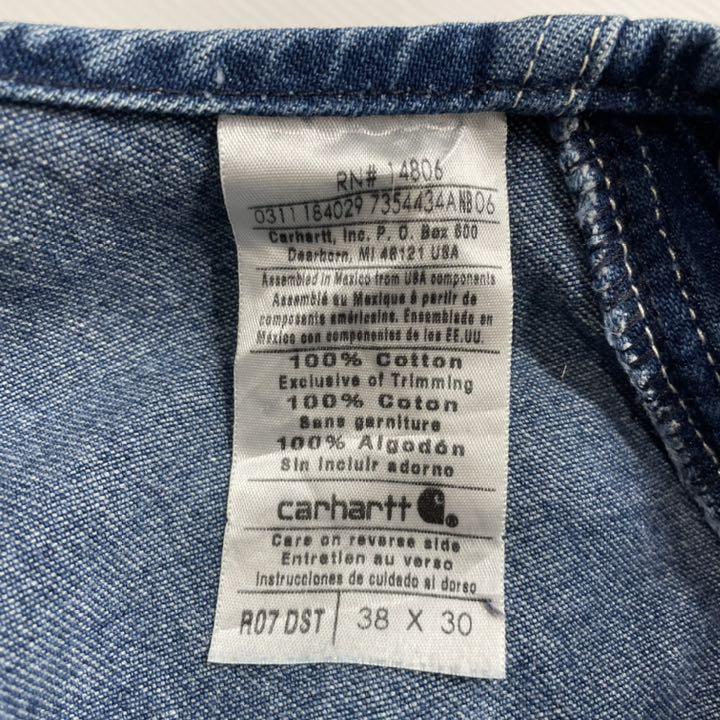 RN# 14806
0311 184029 7354434ANB06
Carhartt, Inc. P. O. Box 600
Dearborn, MI 48121 USA
Assembled in Mexico from USA components
Assemblé au Mexique à partir de
composants américains. Ensamblado en
México con componentes de los EE.UU.
100% Cotton
Exclusive of Trimming
100% Coton
Sans garniture
100% Algodón
Sin incluir adorno
carhartt ®
Care on reverse side
Entretien au verso
Instrucciones de cuidado al dorso
R07 DST 38 X 30